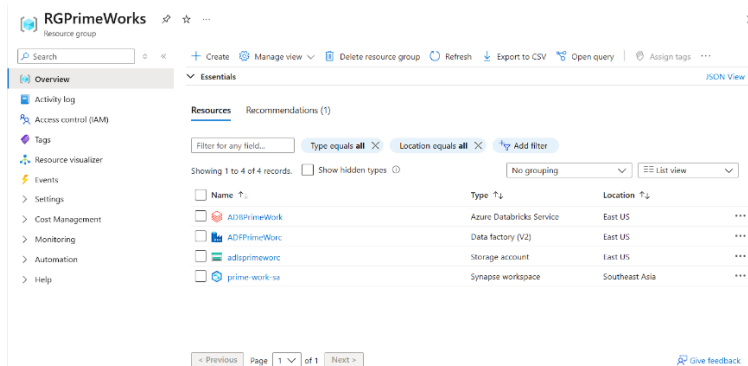 RGPrimeWorks
Resource group
Search
Overview
Activity log
Access control (IAM)
Tags
Resource visualizer
Events
Settings
Cost Management
Monitoring
Automation
Help
Create Manage view Delete resource group Refresh Export to CSV Open query Assign tags ...
Essentials JSON View
Resources Recommendations (1)
Filter for any field... Type equals all Location equals all Add filter
Showing 1 to 4 of 4 records. Show hidden types No grouping List view
Name Type Location
ADBPrimeWork Azure Databricks Service East US
ADFPrimeWorc Data factory (V2) East US
adlsprimeworc Storage account East US
prime-work-sa Synapse workspace Southeast Asia
< Previous Page 1 of 1 Next >
Give feedback